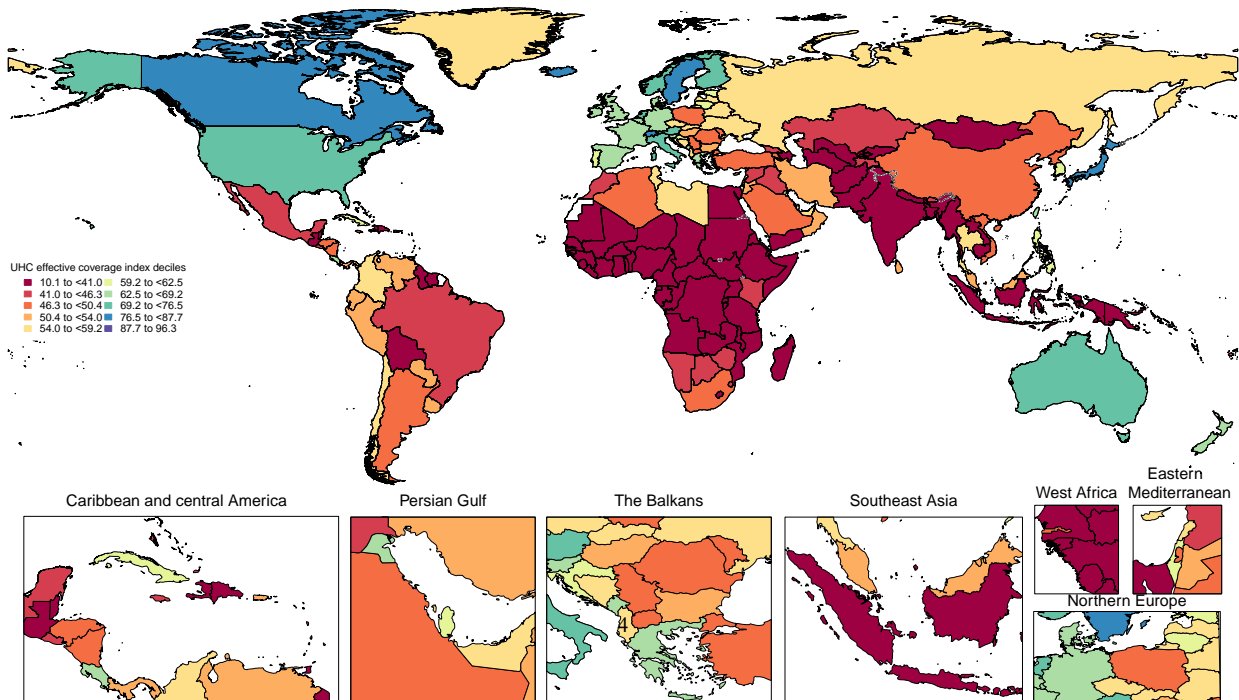 UHC effective coverage index deciles
10.1 to <41.0 59.2 to <62.5
41.0 to <46.3 62.5 to <69.2
46.3 to <50.4 69.2 to <76.5
50.4 to <54.0 76.5 to <87.7
54.0 to <59.2 87.7 to 96.3
Caribbean and central America
Persian Gulf
The Balkans
Southeast Asia
West Africa
Eastern
Mediterranean
Northern Europe
4